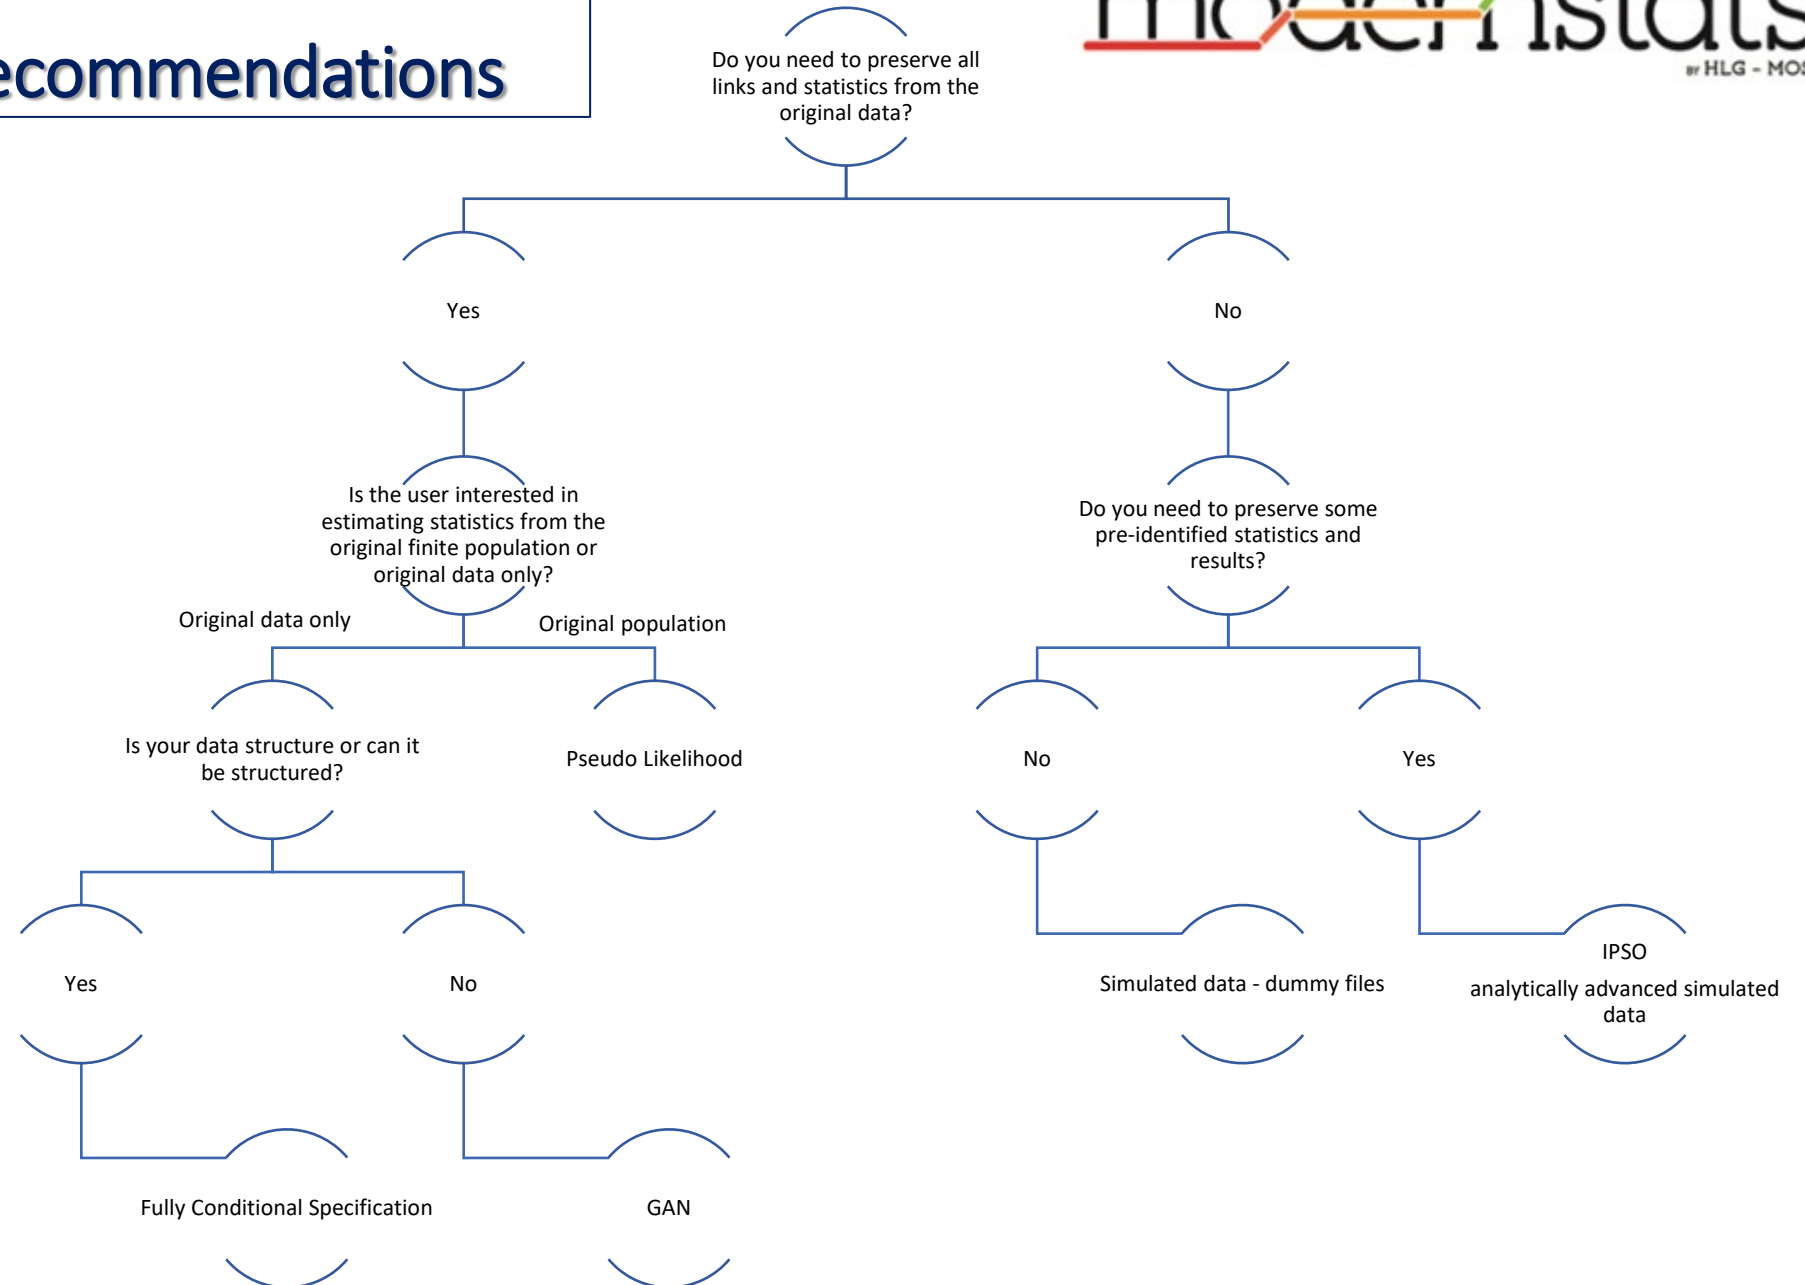 ecommendations
modernstats
BY HLG - MOS
Do you need to preserve all
links and statistics from the
original data?
Yes
No
Is the user interested in
estimating statistics from the
original finite population or
original data only?
Do you need to preserve some
pre-identified statistics and
results?
Original data only
Original population
Is your data structure or can it
be structured?
Pseudo Likelihood
No
Yes
Yes
No
Simulated data - dummy files
IPSO
analytically advanced simulated
data
Fully Conditional Specification
GAN